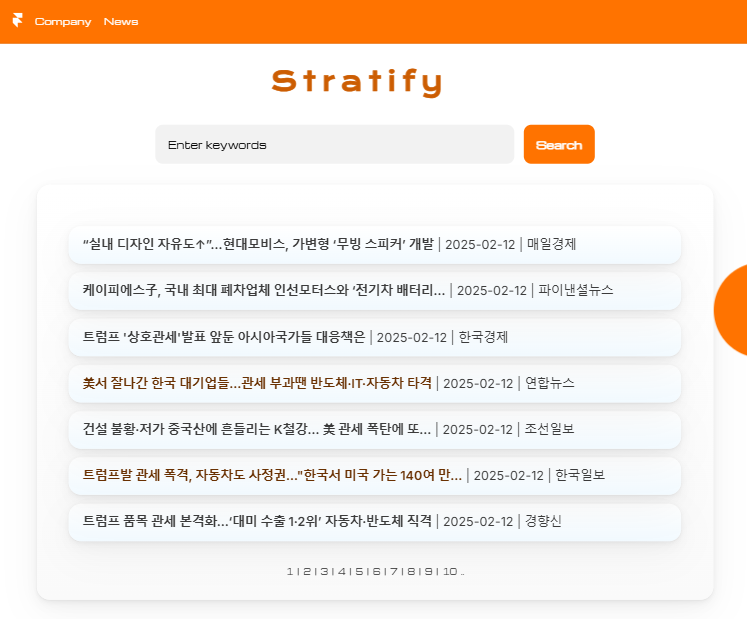 Company News
Stratify
Enter keywords Search
“실내 디자인 자유도↑”…현대모비스, 가변형 ‘무빙 스피커’ 개발 | 2025-02-12 | 매일경제
케이피에스子, 국내 최대 폐차업체 인선모터스와 ‘전기차 배터리… | 2025-02-12 | 파이낸셜뉴스
트럼프 '상호관세'발표 앞둔 아시아국가들 대응책은 | 2025-02-12 | 한국경제
美서 잘나간 한국 대기업들…관세 부과땐 반도체·IT·자동차 타격 | 2025-02-12 | 연합뉴스
건설 불황·저가 중국산에 흔들리는 K철강… 美 관세 폭탄에 또… | 2025-02-12 | 조선일보
트럼프발 관세 폭격, 자동차도 사정권…"한국서 미국 가는 140여 만… | 2025-02-12 | 한국일보
트럼프 품목 관세 본격화…‘대미 수출 1·2위’ 자동차·반도체 직격 | 2025-02-12 | 경향신
1 | 2 | 3 | 4 | 5 | 6 | 7 | 8 | 9 | 10 ..